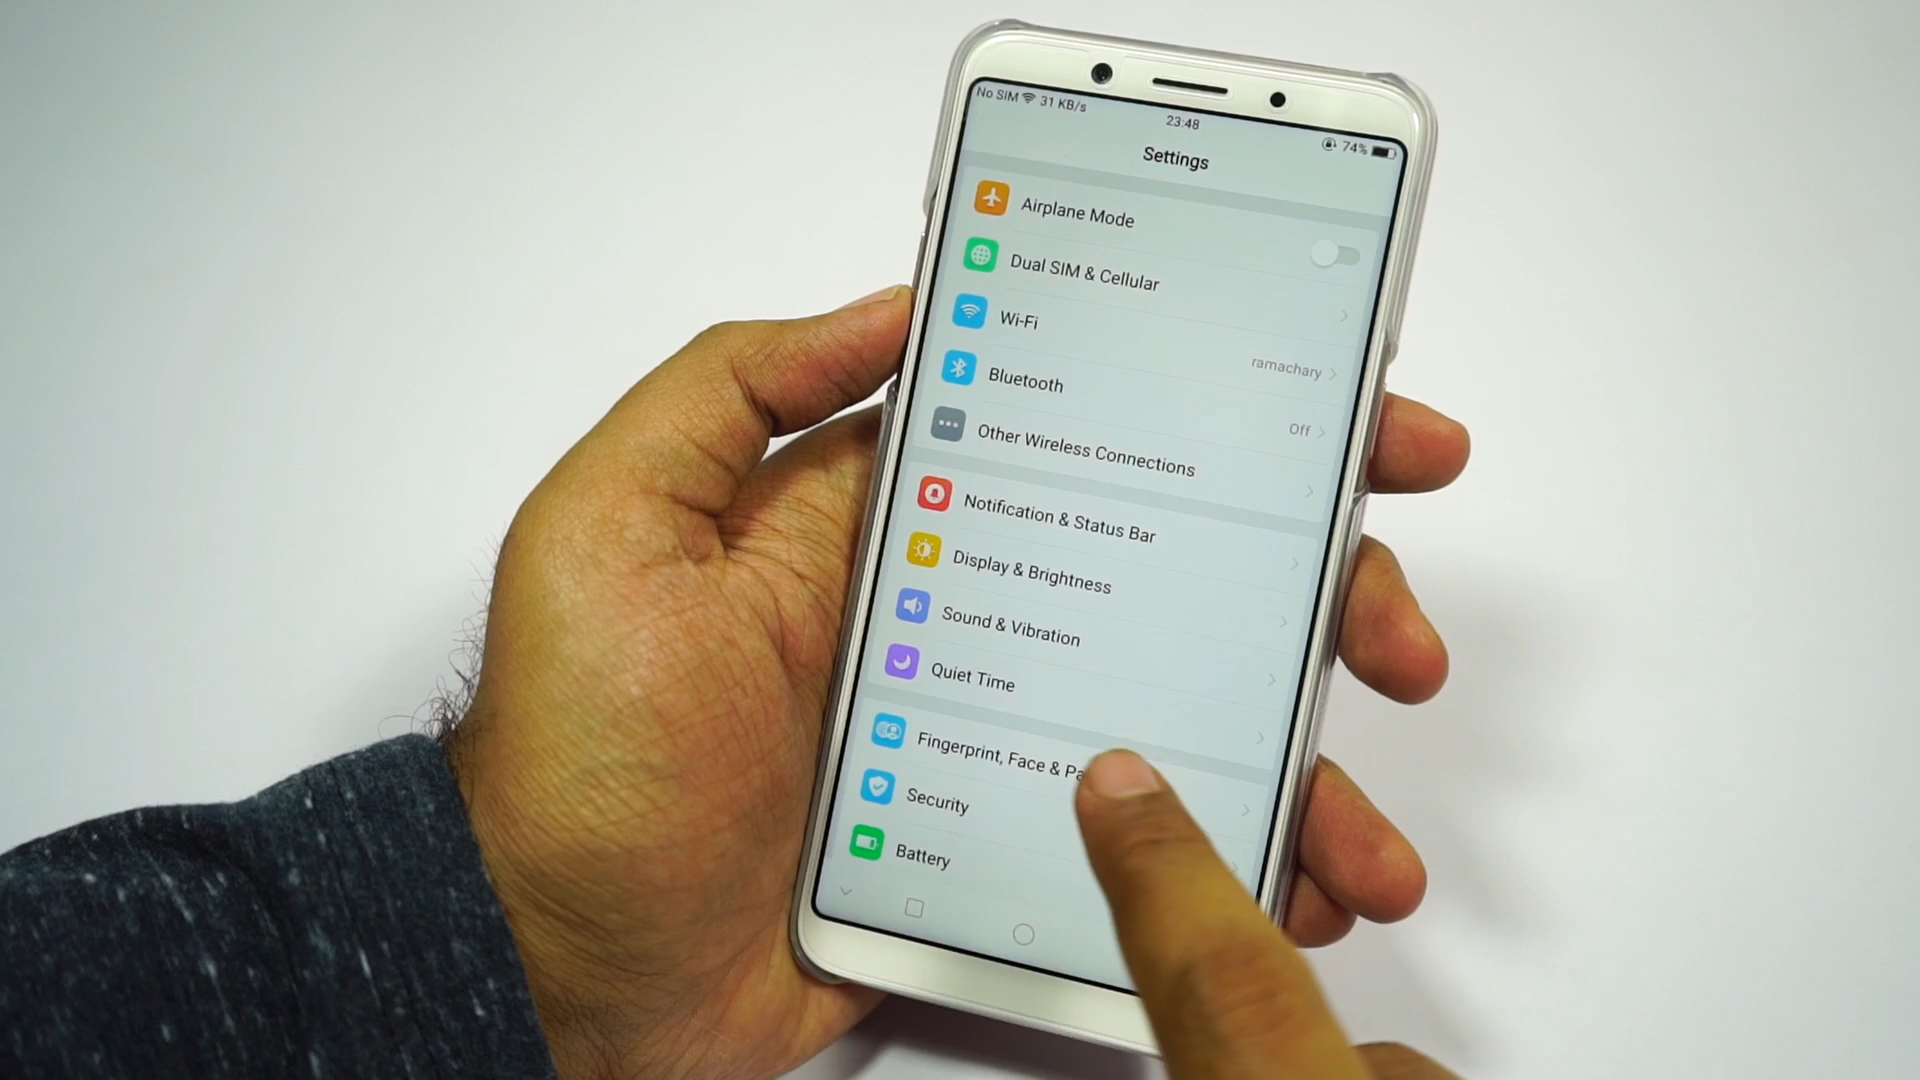 No SIM 31 KB/s
23:48
74%
Settings
Airplane Mode
Dual SIM & Cellular
Wi-Fi
ramachary
Bluetooth
Off
Other Wireless Connections
Notification & Status Bar
Display & Brightness
Sound & Vibration
Quiet Time
Fingerprint, Face &
Security
Battery